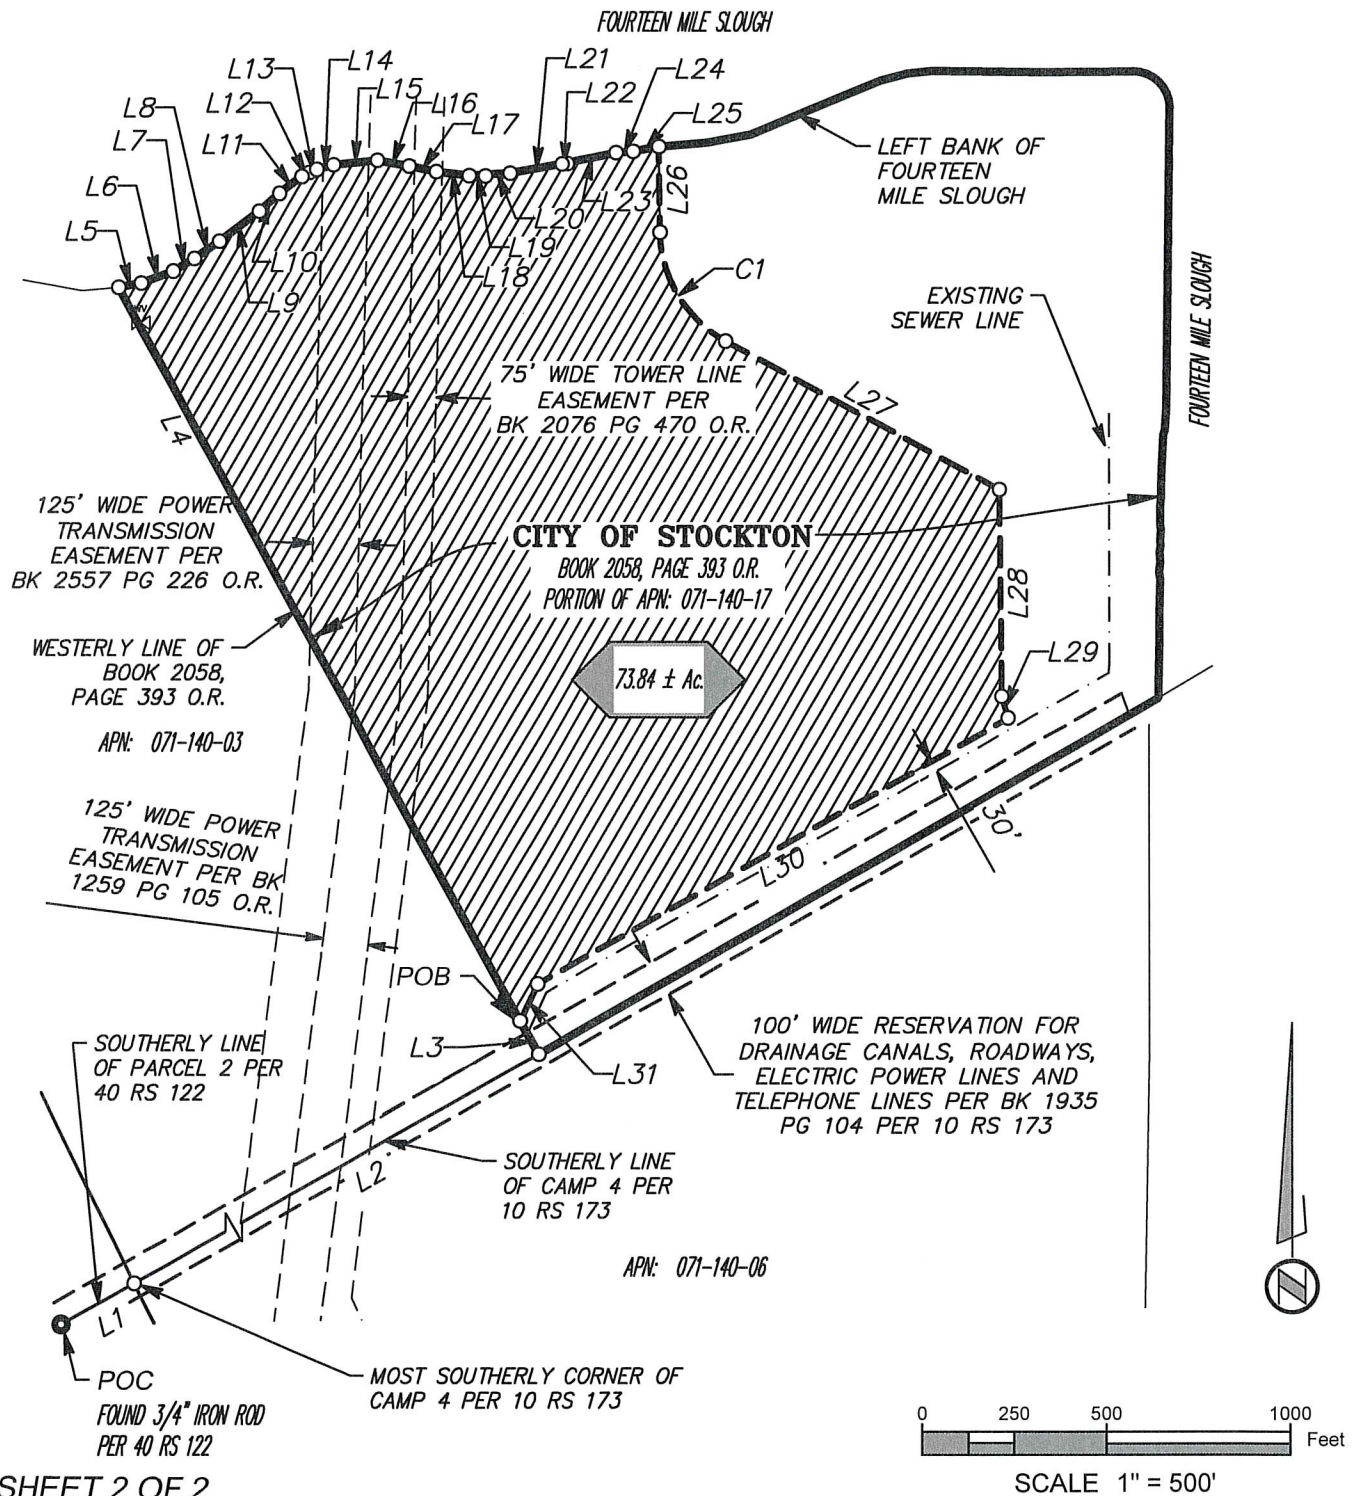 FOURTEEN MILE SLOUGH
L5
L6
L7
L8
L9
L10
L11
L12
L13
L14
L15
L16
L17
L18
L19
L20
L21
L22
L23
L24
L25
L26
LEFT BANK OF
FOURTEEN
MILE SLOUGH
C1
EXISTING
SEWER LINE
FOURTEEN MILE SLOUGH
75' WIDE TOWER LINE
EASEMENT PER
BK 2076 PG 470 O.R.
L27
L4
125' WIDE POWER
TRANSMISSION
EASEMENT PER
BK 2557 PG 226 O.R.
CITY OF STOCKTON
BOOK 2058, PAGE 393 O.R.
PORTION OF APN: 071-140-17
73.84 ± Ac.
L28
L29
WESTERLY LINE OF
BOOK 2058,
PAGE 393 O.R.
APN: 071-140-03
125' WIDE POWER
TRANSMISSION
EASEMENT PER BK
1259 PG 105 O.R.
30'
L30
POB
L3
L31
SOUTHERLY LINE
OF PARCEL 2 PER
40 RS 122
100' WIDE RESERVATION FOR
DRAINAGE CANALS, ROADWAYS,
ELECTRIC POWER LINES AND
TELEPHONE LINES PER BK 1935
PG 104 PER 10 RS 173
L2
SOUTHERLY LINE
OF CAMP 4 PER
10 RS 173
APN: 071-140-06
L1
POC
FOUND 3/4" IRON ROD
PER 40 RS 122
MOST SOUTHERLY CORNER OF
CAMP 4 PER 10 RS 173
N
0 250 500 1000
Feet
SCALE 1" = 500'
SHEET 2 OF 2